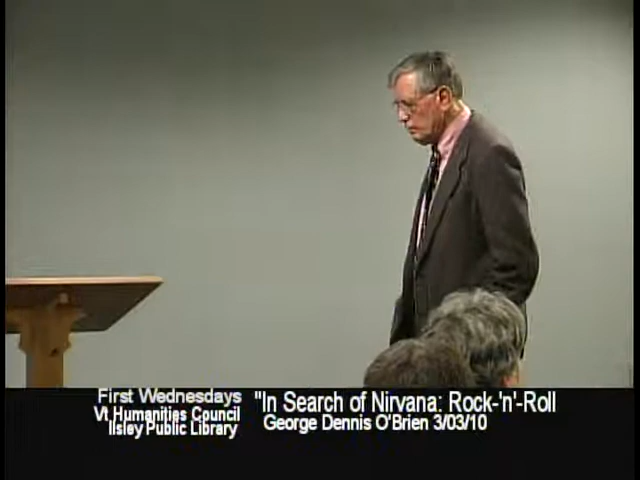 First Wednesdays
Vt Humanities Council
Ilsley Public Library
"In Search of Nirvana: Rock-'n'-Roll
George Dennis O'Brien 3/03/10